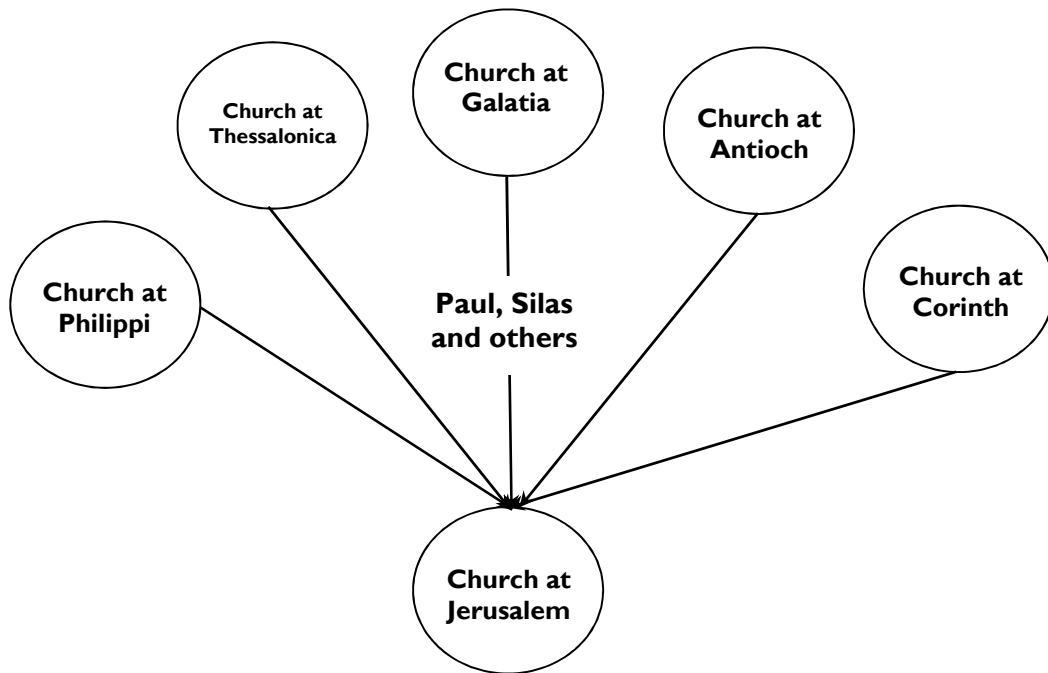 Church at
Galatia
Church at
Thessalonica
Church at
Antioch
Church at
Philippi
Church at
Corinth
Paul, Silas
and others
Church at
Jerusalem